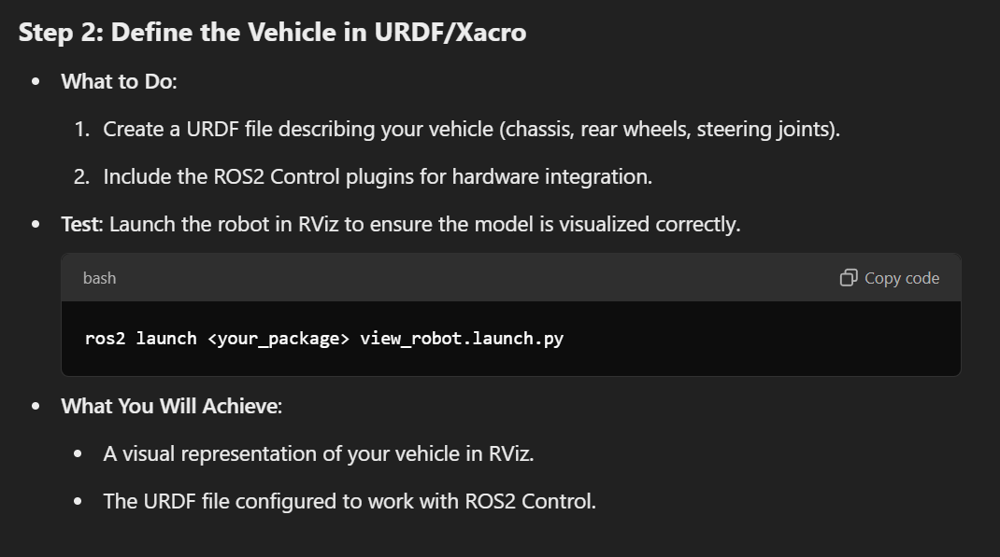 Step 2: Define the Vehicle in URDF/Xacro
• What to Do:
1. Create a URDF file describing your vehicle (chassis, rear wheels, steering joints).
2. Include the ROS2 Control plugins for hardware integration.
• Test: Launch the robot in RViz to ensure the model is visualized correctly.
bash Copy code
ros2 launch <your_package> view_robot.launch.py
• What You Will Achieve:
• A visual representation of your vehicle in RViz.
• The URDF file configured to work with ROS2 Control.